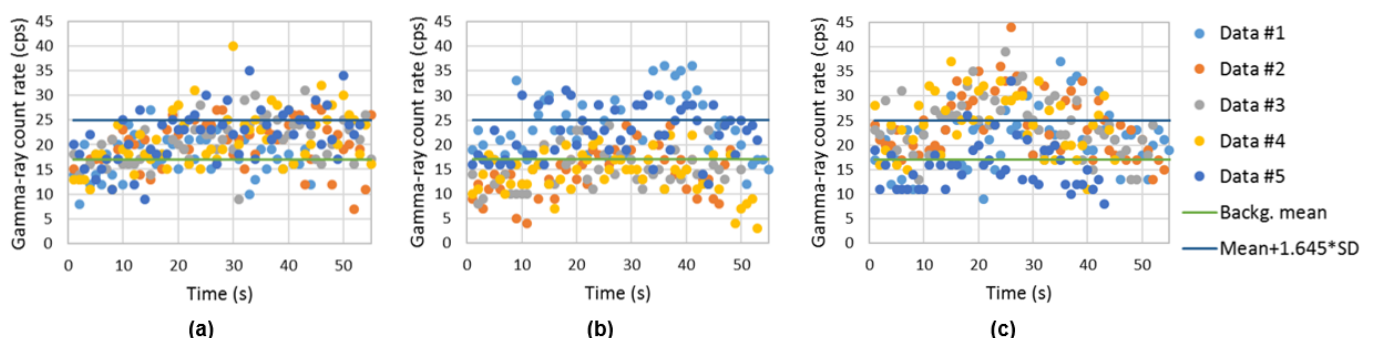 Gamma-ray count rate (cps)
45
40
35
30
25
20
15
10
5
0
0 10 20 30 40 50
Time (s)
(a)
Gamma-ray count rate (cps)
45
40
35
30
25
20
15
10
5
0
0 10 20 30 40 50
Time (s)
(b)
Gamma-ray count rate (cps)
45
40
35
30
25
20
15
10
5
0
0 10 20 30 40 50
Time (s)
(c)
Data #1
Data #2
Data #3
Data #4
Data #5
Backg. mean
Mean+1.645*SD